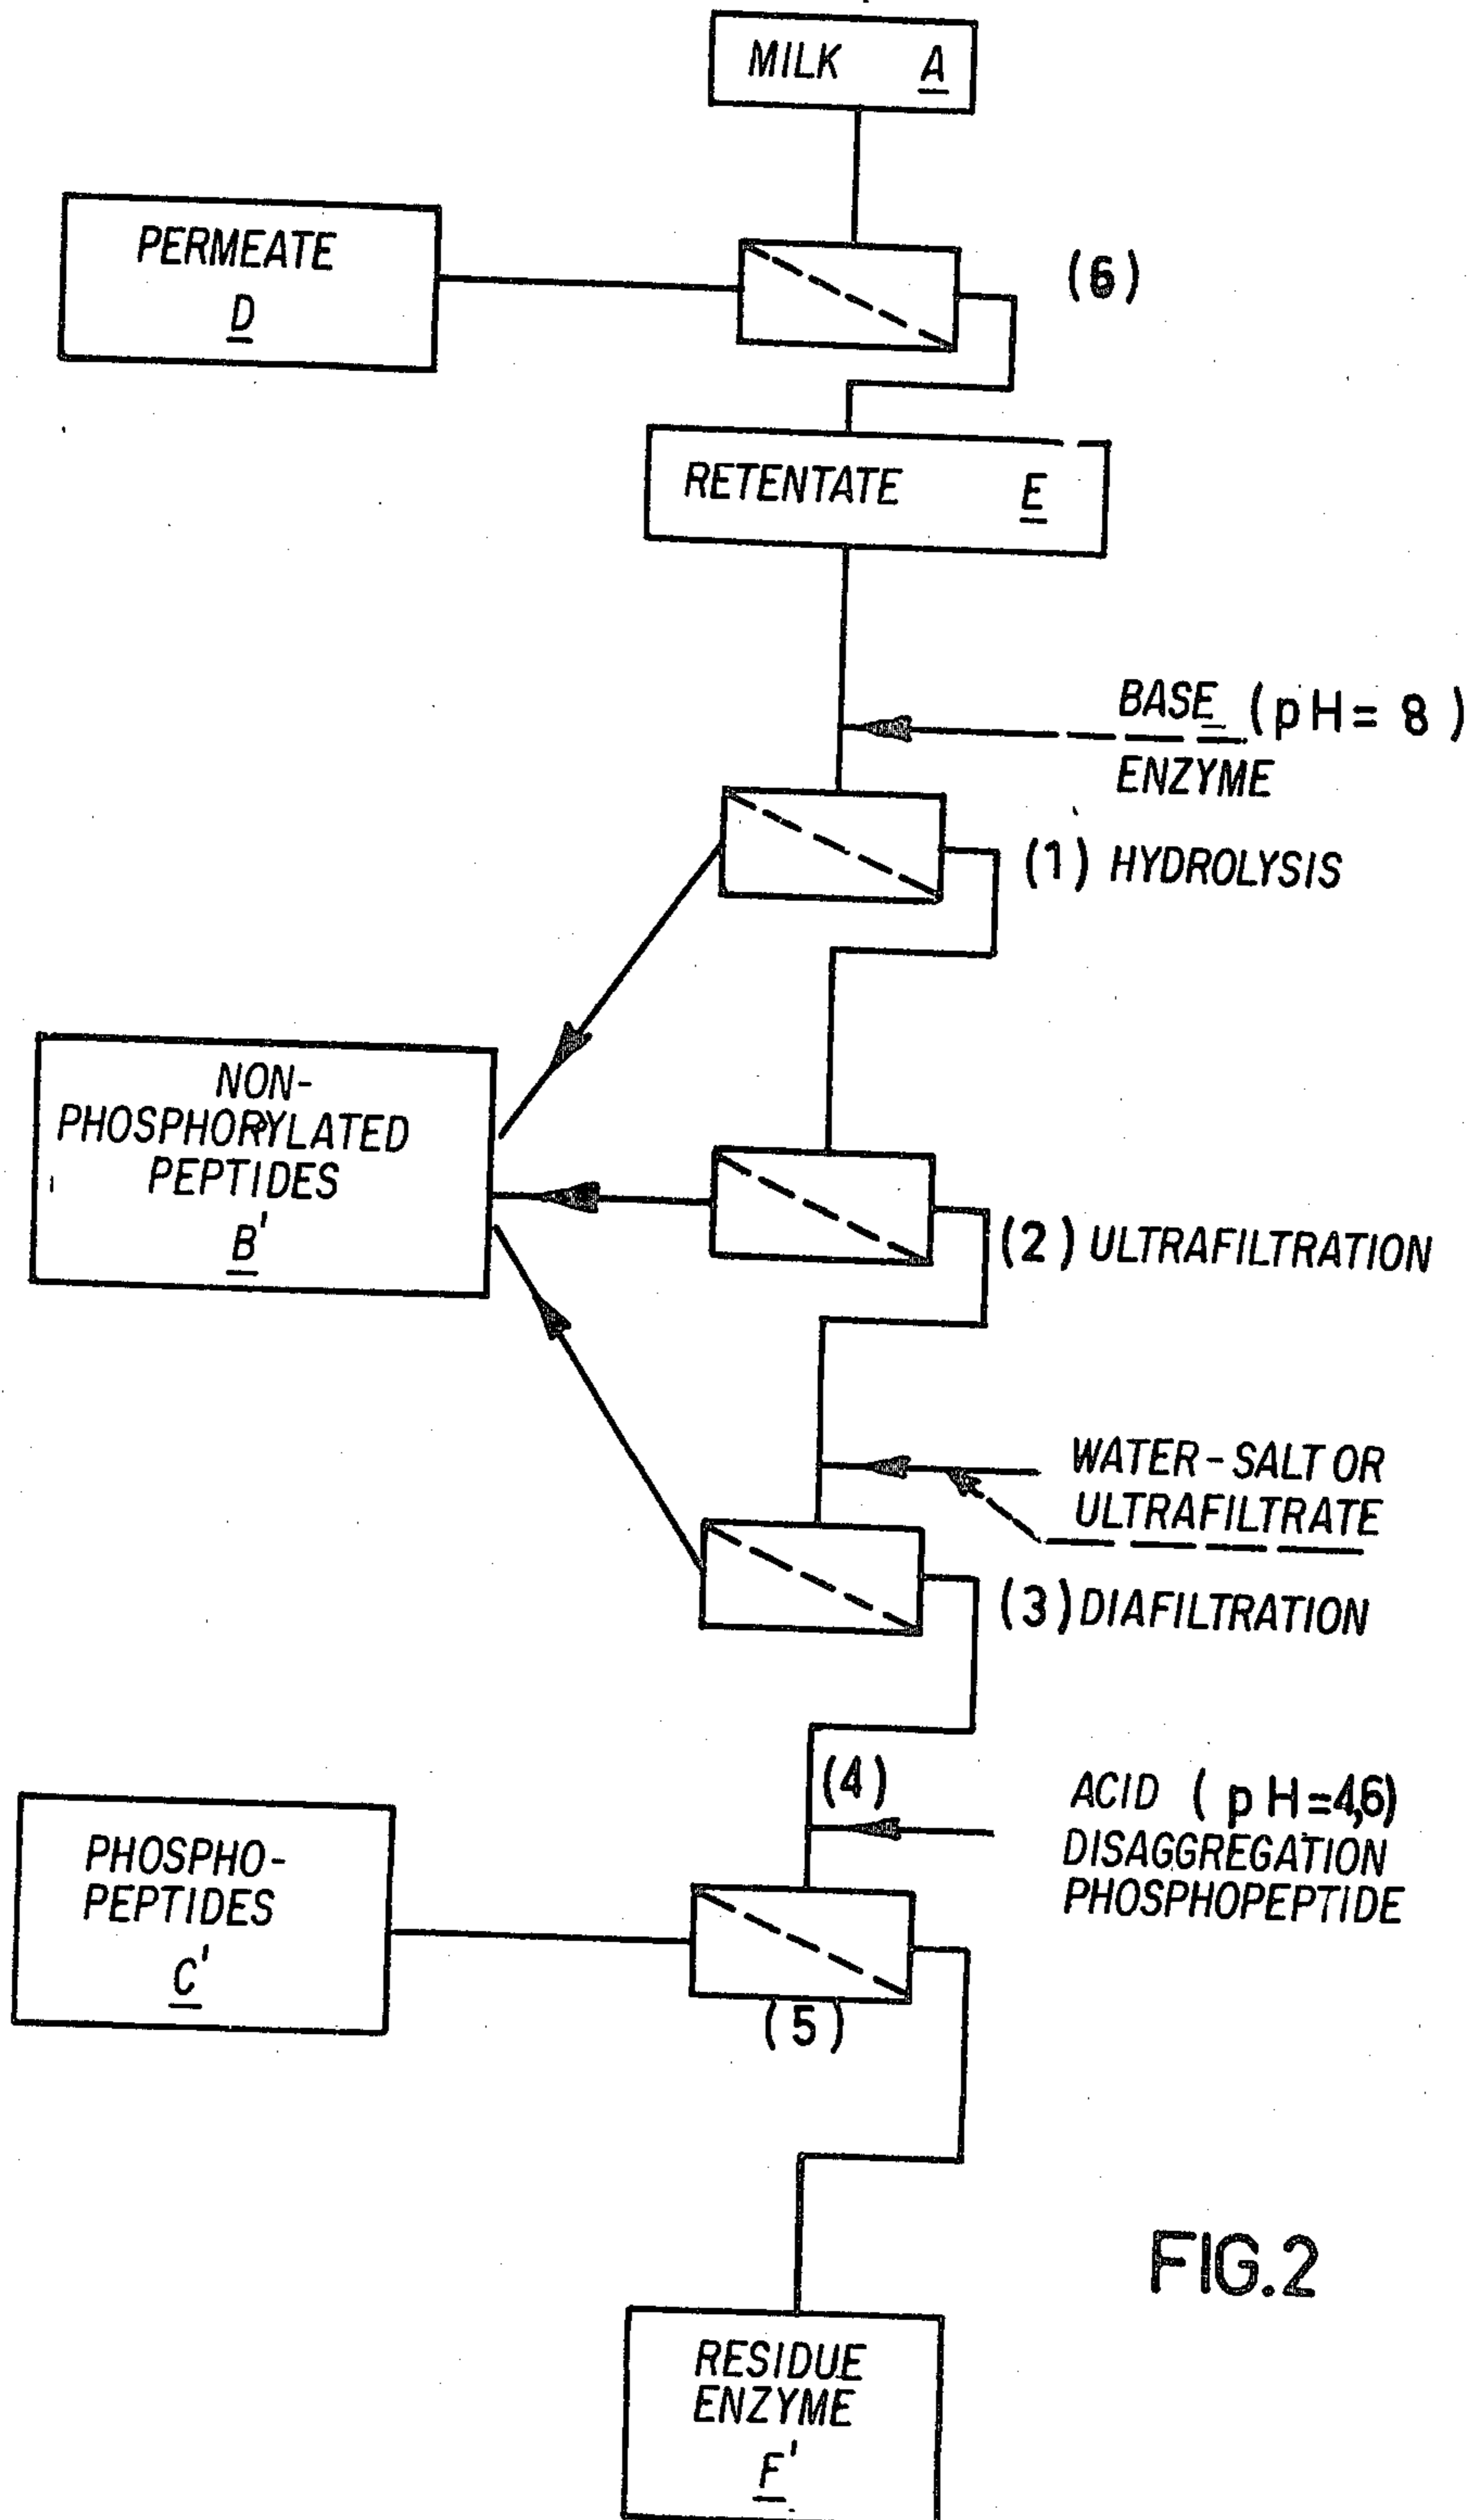 MILK A
PERMEATE
D
(6)
RETENTATE E
BASE (pH= 8 )
ENZYME
(1) HYDROLYSIS
NON-
PHOSPHORYLATED
PEPTIDES
B'
(2) ULTRAFILTRATION
WATER-SALT OR
ULTRAFILTRATE
(3) DIAFILTRATION
(4)
ACID ( pH=4,6)
DISAGGREGATION
PHOSPHOPEPTIDE
PHOSPHO-
PEPTIDES
C'
(5)
FIG.2
RESIDUE
ENZYME
F'